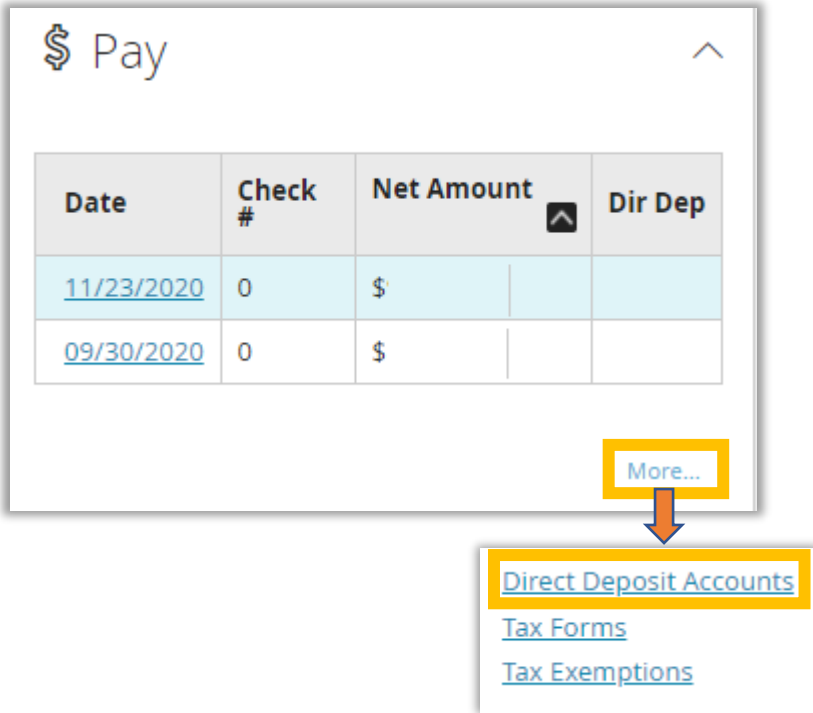 $ Pay
Date Check # Net Amount Dir Dep
11/23/2020 0 $
09/30/2020 0 $
More...
Direct Deposit Accounts
Tax Forms
Tax Exemptions